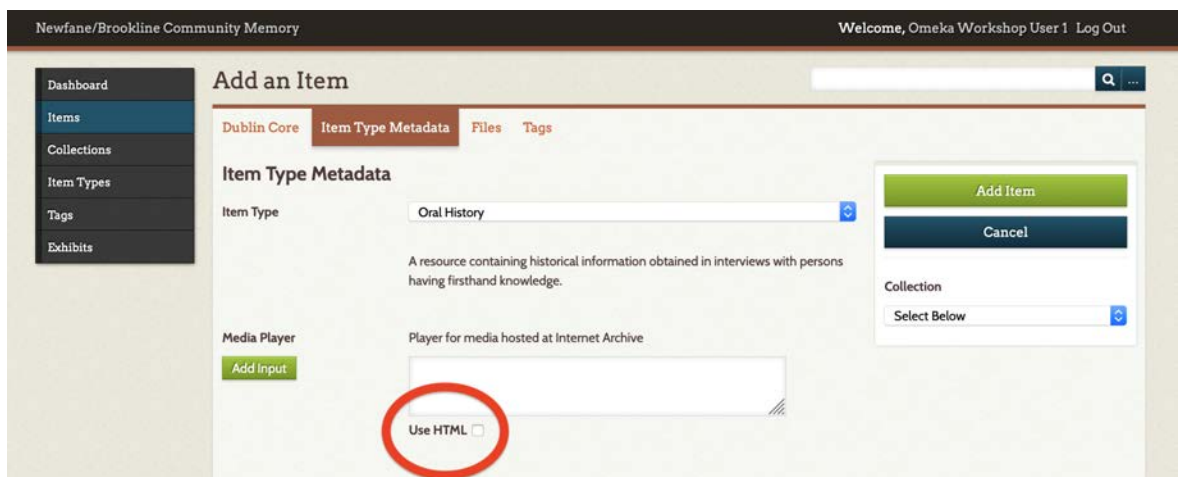 Newfane/Brookline Community Memory
Welcome, Omeka Workshop User 1 Log Out
Dashboard
Items
Collections
Item Types
Tags
Exhibits
Add an Item
...
Dublin Core Item Type Metadata Files Tags
Item Type Metadata
Item Type
Oral History
A resource containing historical information obtained in interviews with persons
having firsthand knowledge.
Media Player
Player for media hosted at Internet Archive
Add Input
Use HTML
Add Item
Cancel
Collection
Select Below